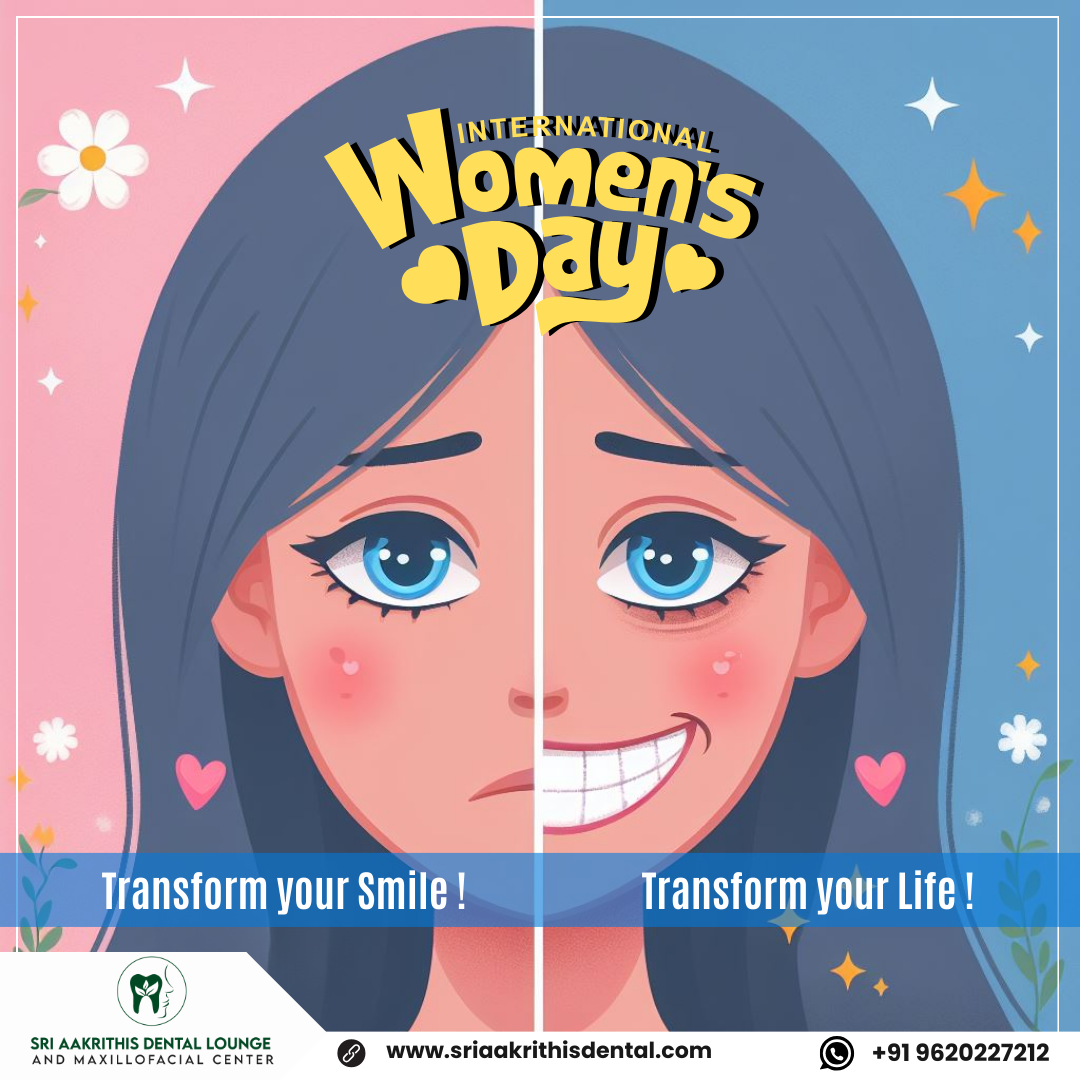 INTERNATIONAL
Women's
Day
Transform your Smile !
Transform your Life !
SRI AAKRITHIS DENTAL LOUNGE
AND MAXILLOFACIAL CENTER
www.sriaakrithisdental.com
+91 9620227212